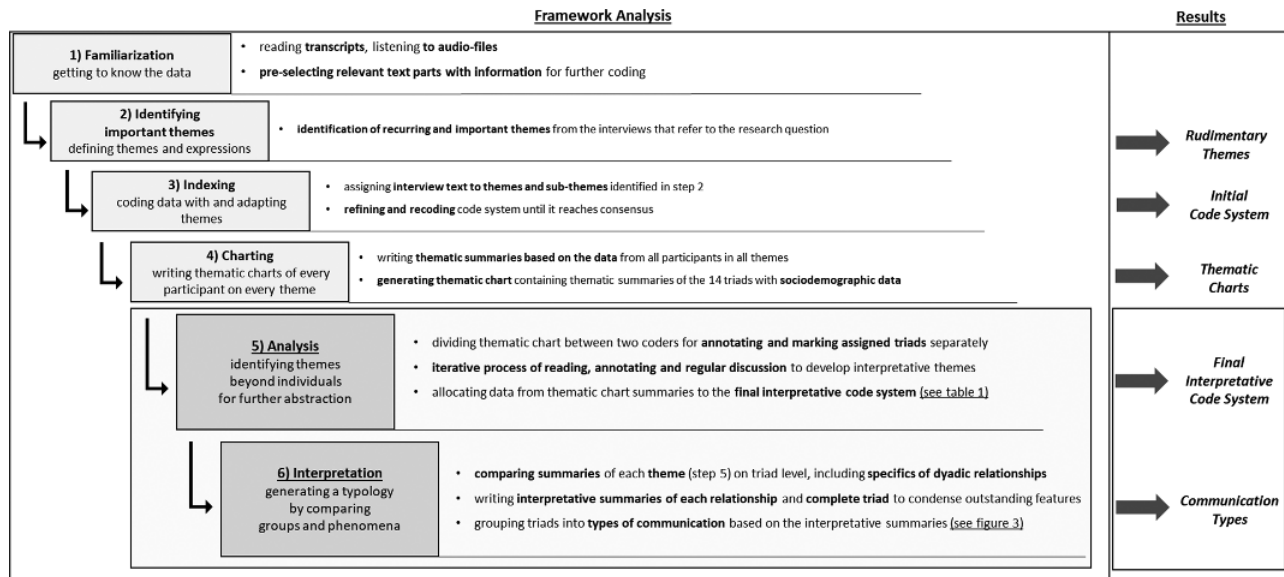 Framework Analysis
Results
1) Familiarization
getting to know the data
• reading transcripts, listening to audio-files
• pre-selecting relevant text parts with information for further coding
2) Identifying
important themes
defining themes and expressions
• identification of recurring and important themes from the interviews that refer to the research question
Rudimentary
Themes
3) Indexing
coding data with and adapting
themes
• assigning interview text to themes and sub-themes identified in step 2
• refining and recoding code system until it reaches consensus
Initial
Code System
4) Charting
writing thematic charts of every
participant on every theme
• writing thematic summaries based on the data from all participants in all themes
• generating thematic chart containing thematic summaries of the 14 triads with sociodemographic data
Thematic
Charts
5) Analysis
identifying themes
beyond individuals
for further abstraction
• dividing thematic chart between two coders for annotating and marking assigned triads separately
• iterative process of reading, annotating and regular discussion to develop interpretative themes
• allocating data from thematic chart summaries to the final interpretative code system (see table 1)
Final
Interpretative
Code System
6) Interpretation
generating a typology
by comparing
groups and phenomena
• comparing summaries of each theme (step 5) on triad level, including specifics of dyadic relationships
• writing interpretative summaries of each relationship and complete triad to condense outstanding features
• grouping triads into types of communication based on the interpretative summaries (see figure 3)
Communication
Types